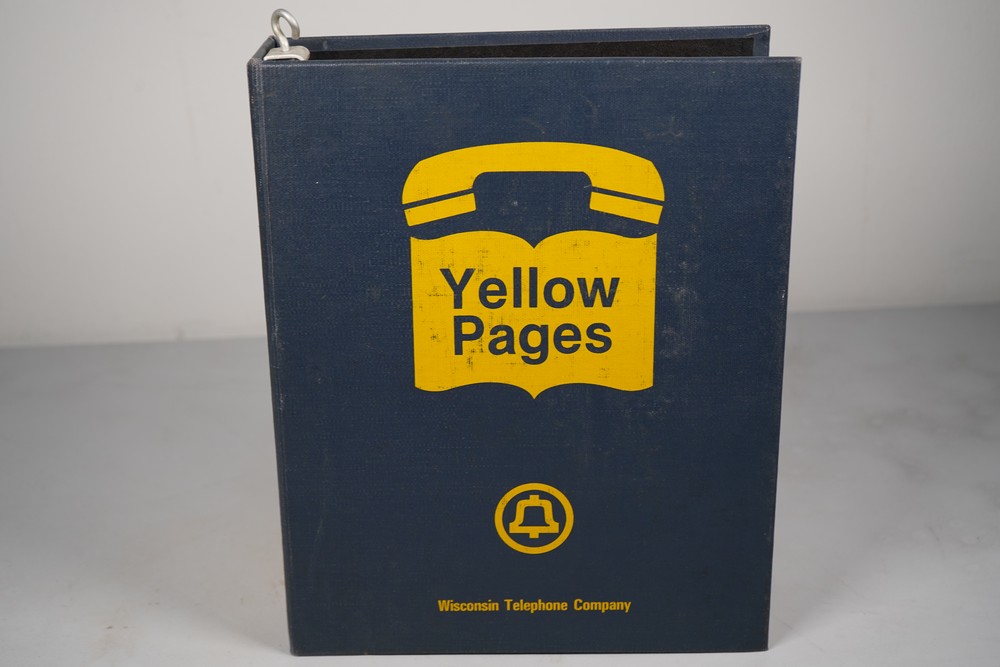 Yellow
Pages
Wisconsin Telephone Company